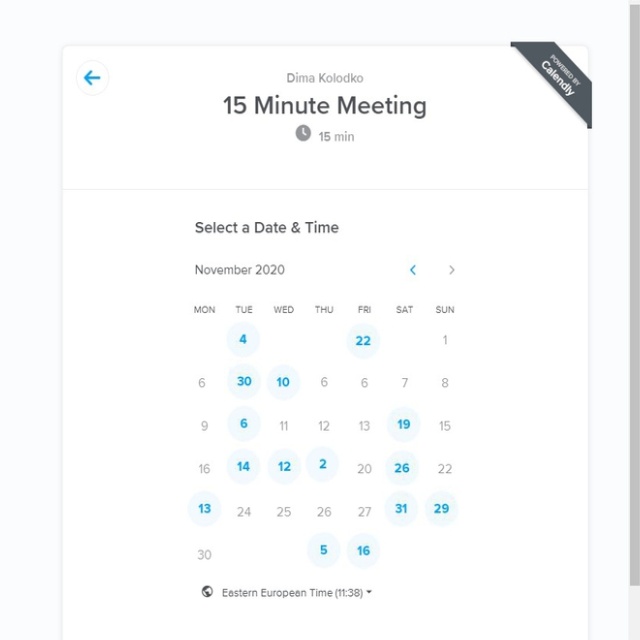 Dima Kolodko
15 Minute Meeting
15 min
POWERED BY
Calendly
Select a Date & Time
November 2020
MON TUE WED THU FRI SAT SUN
4 22 1
6 30 10 6 6 7 8
9 6 11 12 13 19 15
16 14 12 2 20 26 22
13 24 25 26 27 31 29
30 5 16
Eastern European Time (11:38)